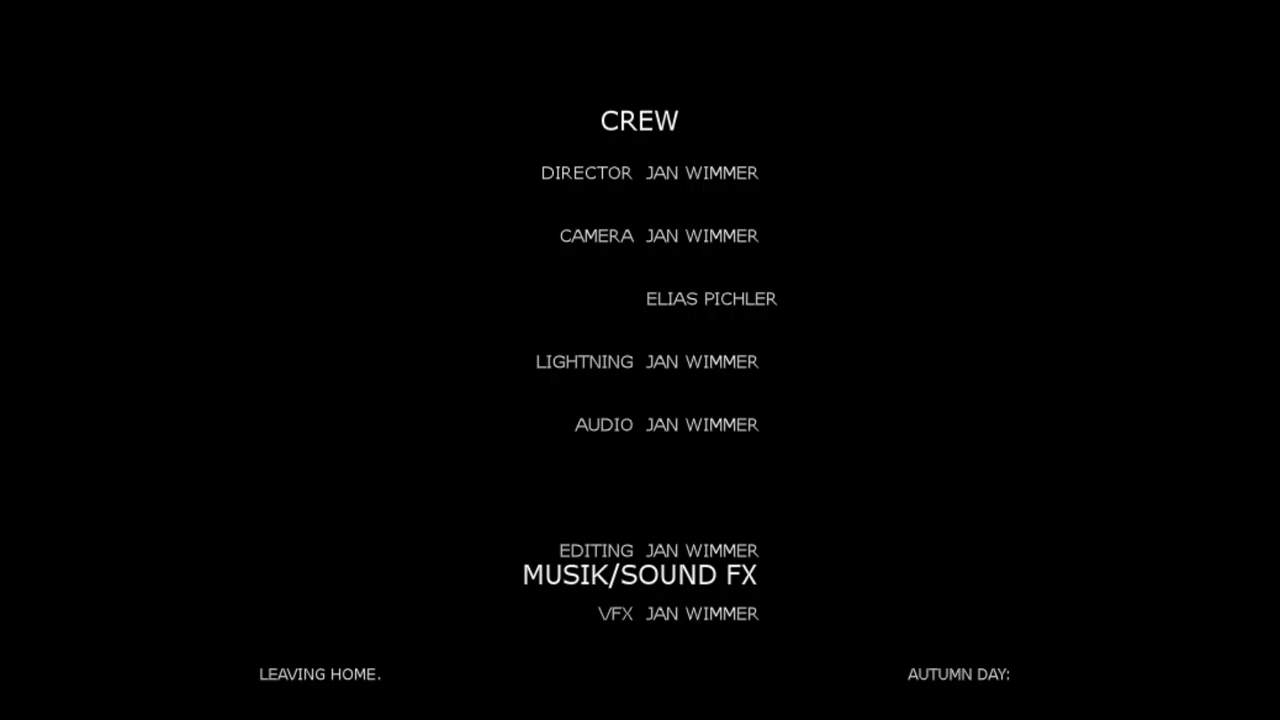 CREW
DIRECTOR JAN WIMMER
CAMERA JAN WIMMER
ELIAS PICHLER
LIGHTNING JAN WIMMER
AUDIO JAN WIMMER
EDITING JAN WIMMER
MUSIK/SOUND FX
VFX JAN WIMMER
LEAVING HOME.
AUTUMN DAY: